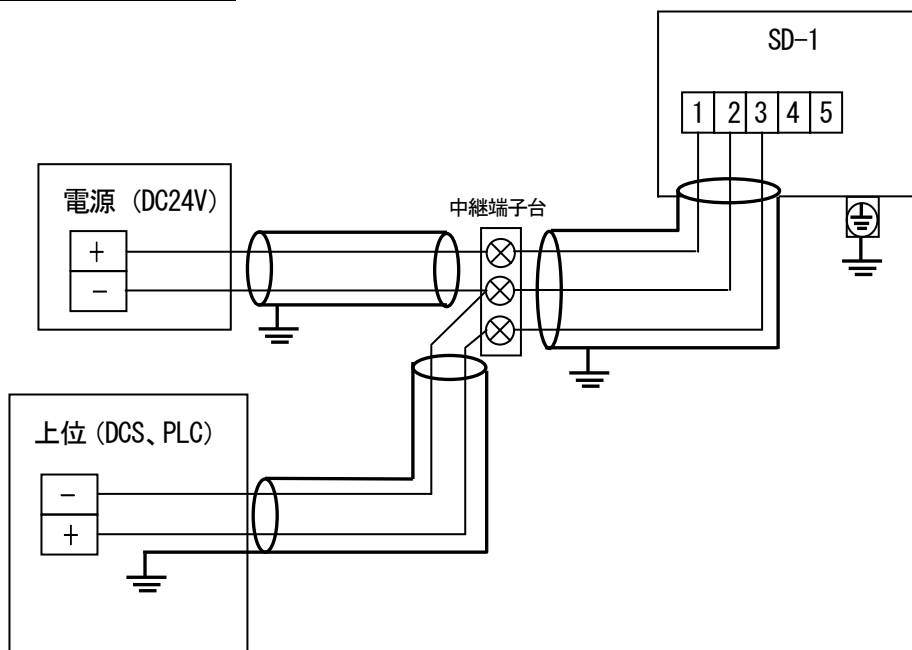 SD-1
1 2 3 4 5
電源 (DC24V)
+
-
中継端子台
上位(DCS、PLC)
-
+